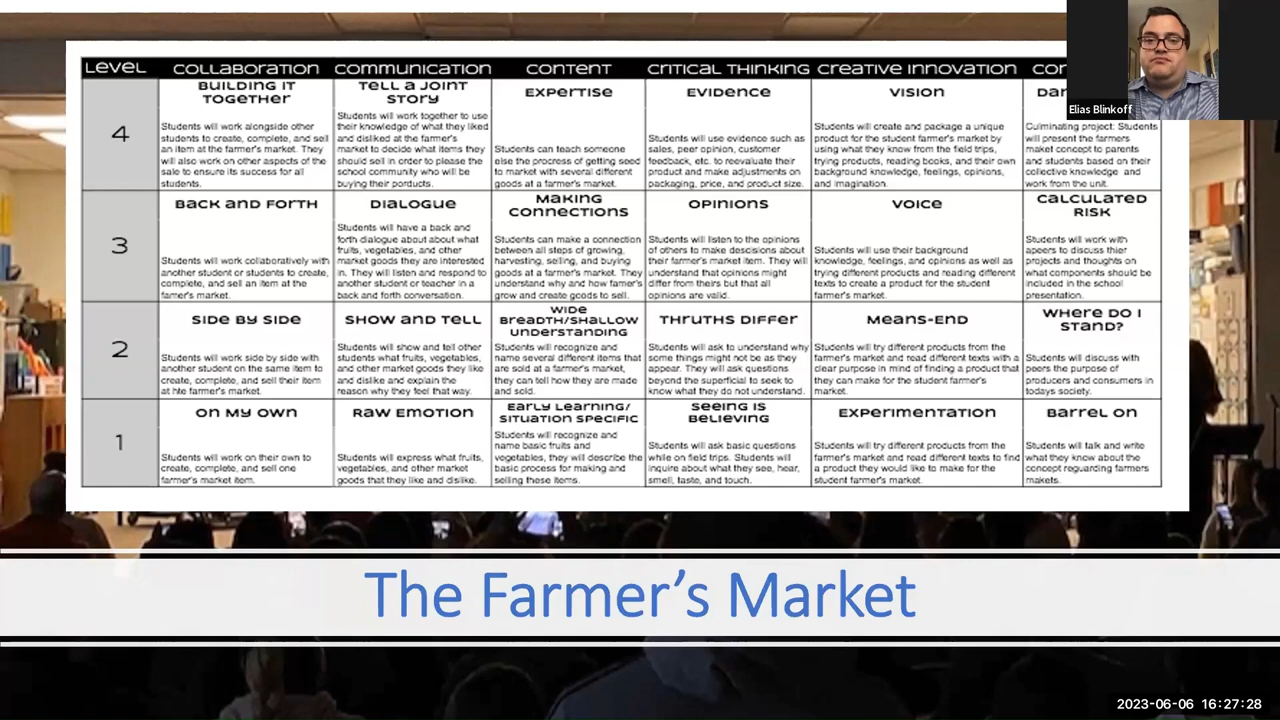 Level COLLABORATION COMMUNICATION CONTENT CRITICAL THINKING CREATIVE INNOVATION CON
BUILDING IT
TOGETHER
TELL A JOINT
STORY
EXPERTISE
EVIDENCE
VISION
Elias Blinkoff
4
Students will work alongside other
students to create, complete, and sell
an item at the farmer's market. They
will also work on other aspects of the
sale to ensure its success for all
students.
Students will work together to use
their knowledge of what they liked
and disliked at the farmer's
market to decide what items they
should sell in order to please the
school community who will be
buying their porducts.
Students can teach someone
else the progress of getting seed
to market with several different
goods at a farmer's market.
Students will use evidence such as
sales, peer opinion, customer
feedback, etc. to reevaluate their
product and make adjustments on
packaging, price, and product size.
Students will create and package a unique
product for the student farmer's market by
using what they know from the field trips,
trying products, reading books, and their own
background knowledge, feelings, opinions,
and imagination.
Culminating project: Students
will present the farmers
maket concept to parents
and students based on their
collective knowledge and
work from the unit.
BACK AND FORTH
DIALOGUE
MAKING
CONNECTIONS
OPINIONS
VOICE
CALCULATED
RISK
3
Students will work collaboratively with
another student or students to create,
complete, and sell an item at the
famer's market.
Students will have a back and
forth dialogue about about what
fruits, vegetables, and other
market goods they are interested
in. They will listen and respond to
another student or teacher in a
back and forth conversation.
Students can make a connection
between all steps of growing,
harvesting, selling, and buying
goods at a farmer's market. They
understand why and how famer's
grow and create goods to sell.
Students will listen to the opinions
of others to make descisions about
their farmer's market item. They will
understand that opinions might
differ from theirs but that all
opinions are valid.
Students will use their background
knowledge, feelings, and opinions as well as
trying different products and reading different
texts to create a product for the student
farmer's market.
Students will work with
apeers to discuss thier
projects and thoughts on
what components should be
included in the school
presentation.
SIDE BY SIDE
SHOW AND TELL
WIDE
BREADTH/SHALLOW
UNDERSTANDING
THRUTHS DIFFER
MEANS-END
WHERE DO I
STAND?
2
Students will work side by side with
another student on the same item to
create, complete, and sell their item
at hte farmer's market.
Students will show and tell other
students what fruits, vegetables,
and other market goods they like
and dislike and explain the
reason why they feel that way.
Students will recognize and
name several different items that
are sold at a farmer's market,
they can tell how they are made
and sold.
Students will ask to understand why
some things might not be as they
appear. They will ask questions
beyond the superficial to seek to
know what they do not understand.
Students will try different products from the
farmer's market and read different texts with a
clear purpose in mind of finding a product that
they can make for the student farmer's
market.
Students will discuss with
peers the purpose of
producers and consumers in
todays society.
ON MY OWN
RAW EMOTION
EARLY LEARNING/
SITUATION SPECIFIC
SEEING IS
BELIEVING
EXPERIMENTATION
BARREL ON
1
Students will work on their own to
create, complete, and sell one
farmer's market item.
Students will express what fruits,
vegetables, and other market
goods that they like and dislike.
Students will recognize and
name basic fruits and
vegetables, they will describe the
basic process for making and
selling these items.
Students will ask basic questions
while on field trips. Students will
inquire about what they see, hear,
smell, taste, and touch.
Students will try different products from the
farmer's market and read different texts to find
a product they would like to make for the
student farmer's market.
Students will talk and write
what they know about the
concept reguarding farmers
makets.
The Farmer's Market
2023-06-06 16:27:28